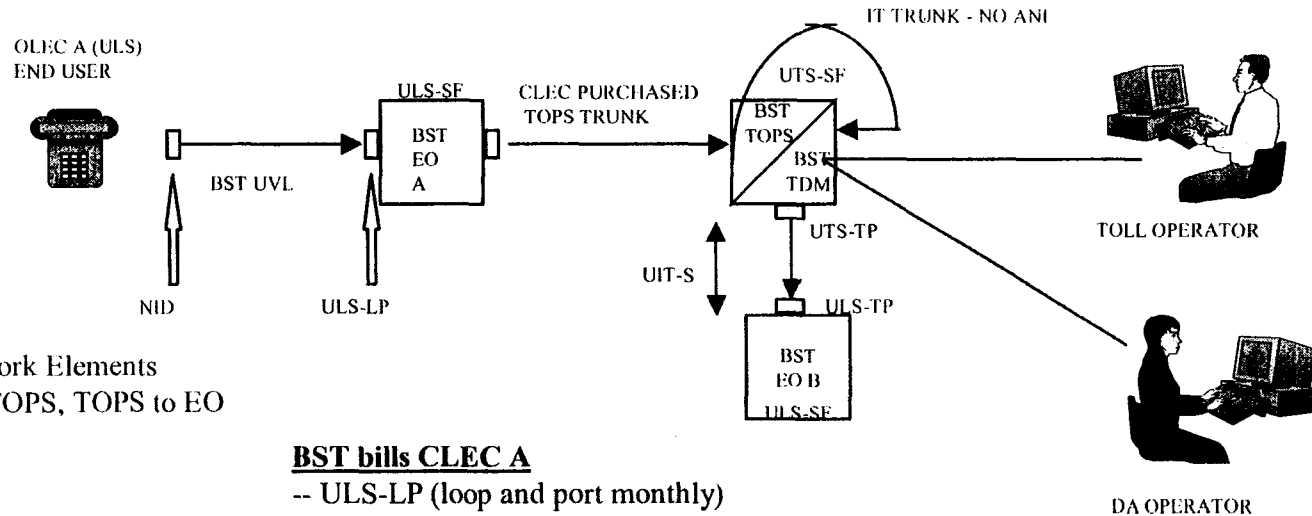 IT TRUNK - NO ANI
OLEC A (ULS)
END USER
ULS-SF
CLEC PURCHASED
TOPS TRUNK
UTS-SF
BST
EO
A
BST
TOPS
BST
TDM
BST UVL
UTS-TP
TOLL OPERATOR
UIT-S
NID
ULS-LP
ULS-TP
BST
EO B
ULS-SF
ork Elements
TOPS, TOPS to EO
BST bills CLEC A
-- ULS-LP (loop and port monthly)
DA OPERATOR